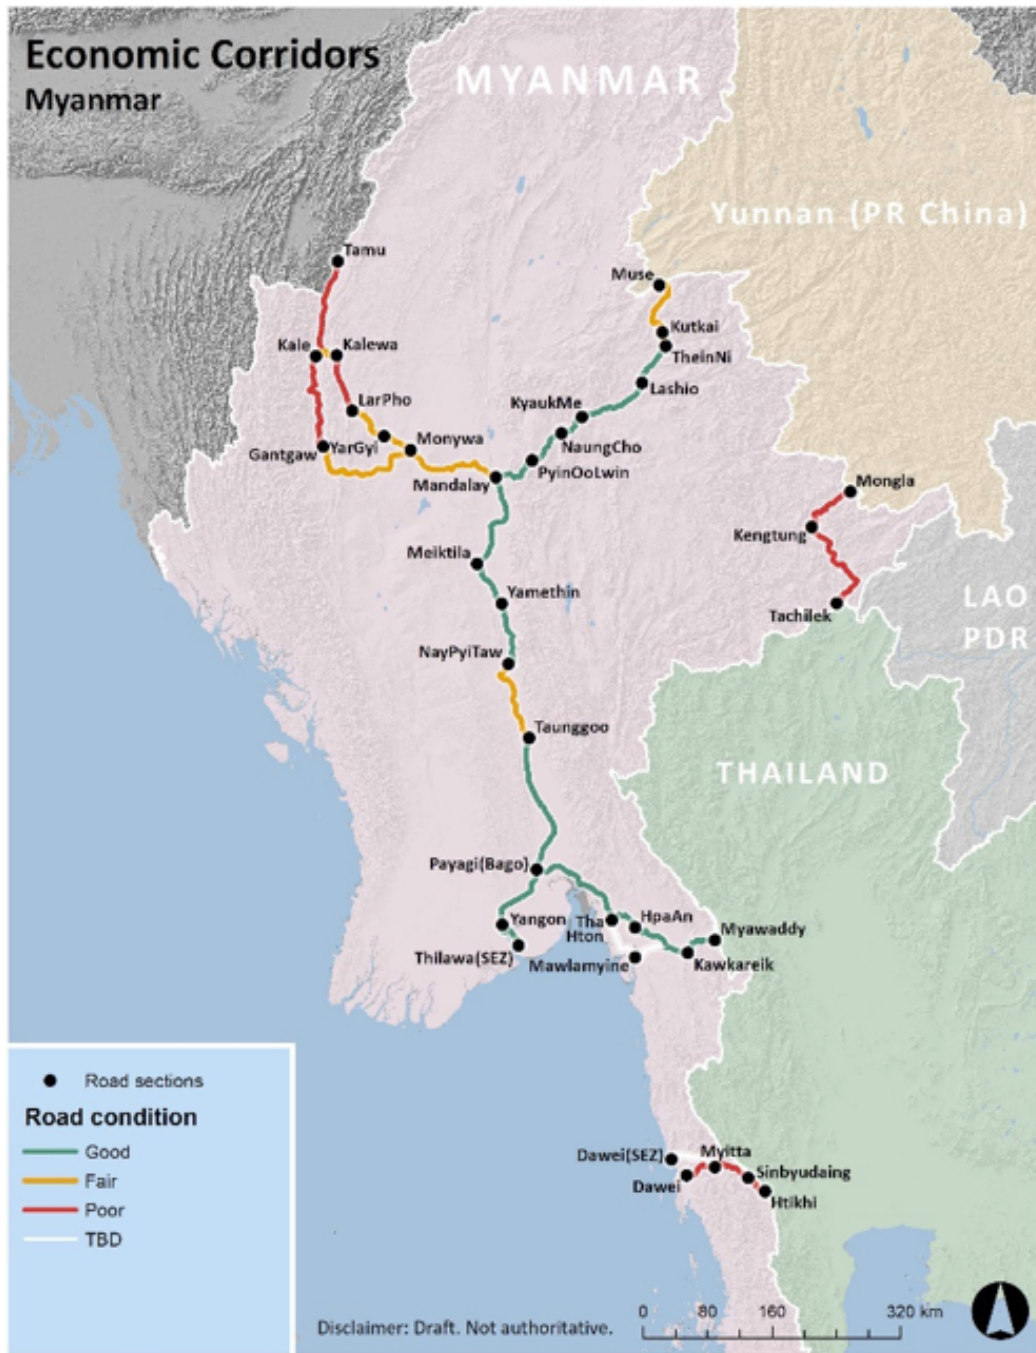 Economic Corridors
Myanmar
MYANMAR
Yunnan (PR China)
Tamu
Muse
Kutkai
Kale
Kalewa
TheinNi
Lashio
LarPho
KyaukMe
YarGyi
Monywa
NaungCho
Gantgaw
PyinOoLwin
Mandalay
Mongla
Kengtung
Meiktila
Yamethin
Tachilek
LAO
PDR
NayPyiTaw
Taunggoo
THAILAND
Payagi(Bago)
Yangon
Tha
Hton
HpaAn
Myawaddy
Thilawa(SEZ)
Mawlamyine
Kawkareik
Road sections
Road condition
Good
Fair
Poor
TBD
Dawei(SEZ)
Myitta
Sinbyudaing
Dawei
Htikhi
0 80 160 320 km
Disclaimer: Draft. Not authoritative.